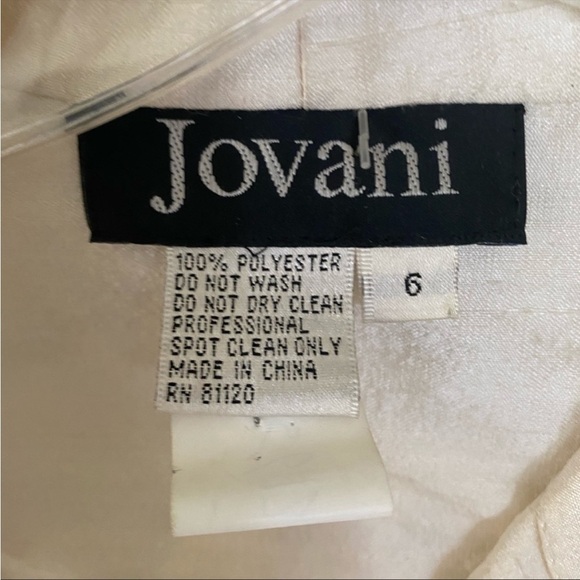 Jovani
100% POLYESTER
DO NOT WASH
DO NOT DRY CLEAN
PROFESSIONAL
SPOT CLEAN ONLY
MADE IN CHINA
RN 81120
6